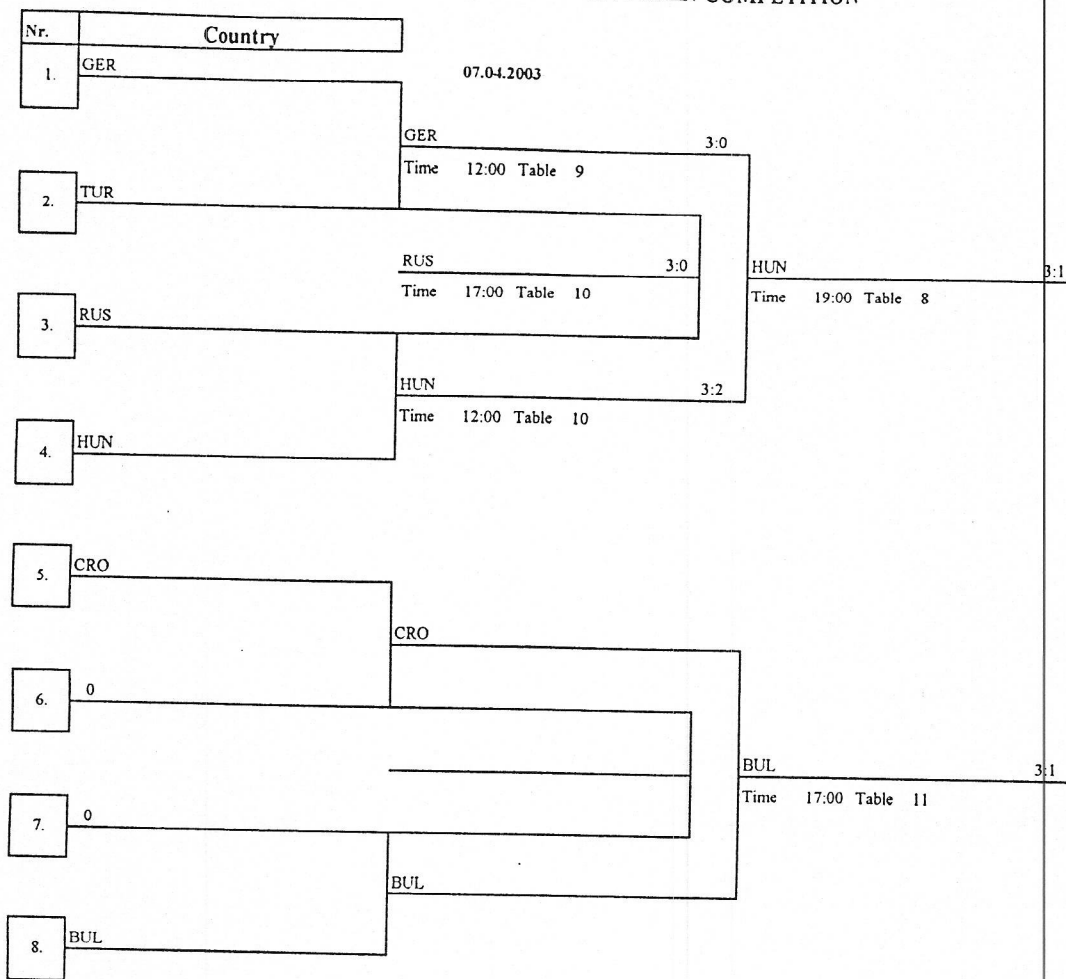 COMPETITION
Nr. Country
1. GER
07.04.2003
GER 3:0
Time 12:00 Table 9
2. TUR
RUS 3:0
Time 17:00 Table 10
HUN 3:1
Time 19:00 Table 8
3. RUS
HUN 3:2
Time 12:00 Table 10
4. HUN
5. CRO
CRO
6. 0
BUL 3:1
Time 17:00 Table 11
7. 0
BUL
8. BUL